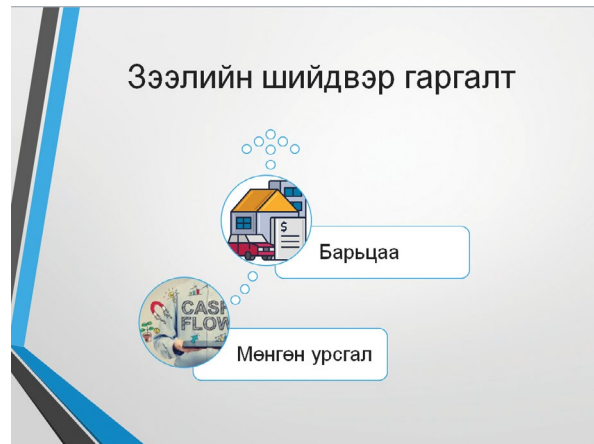 Зээлийн шийдвэр гаргалт
$
Барьцаа
CASH
FLOW
Мөнгөн урсгал